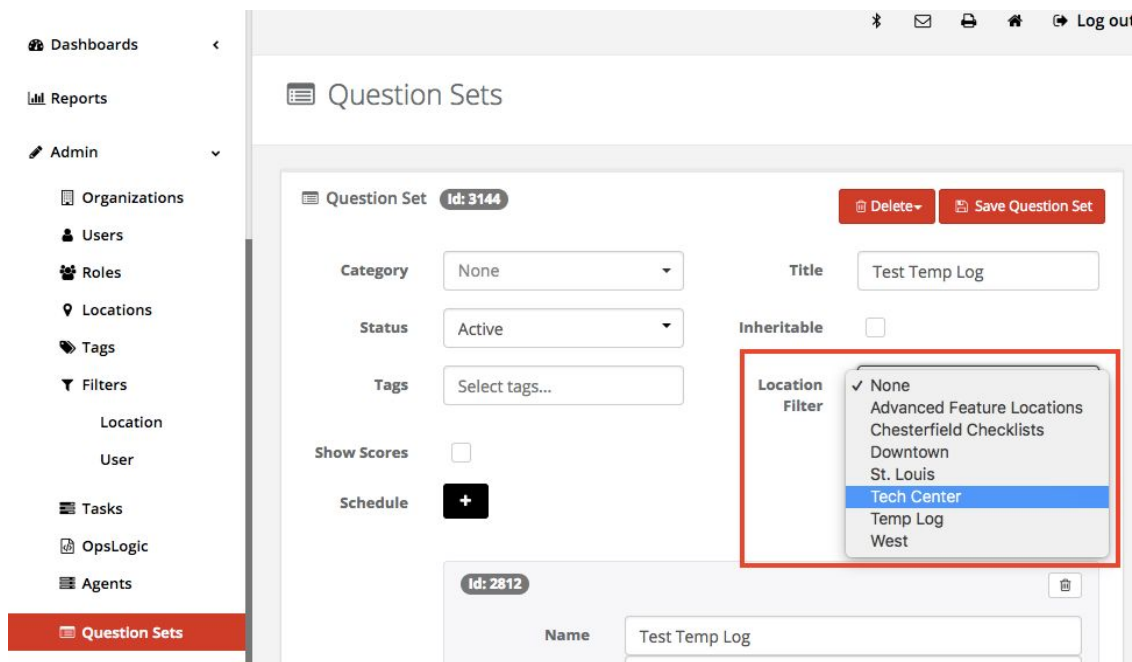 Log out
Dashboards
Reports
Admin
Organizations
Users
Roles
Locations
Tags
Filters
Location
User
Tasks
OpsLogic
Agents
Question Sets
Question Sets
Question Set Id: 3144
Delete
Save Question Set
Category None
Title Test Temp Log
Status Active
Inheritable
Tags Select tags...
Location
Filter
✓ None
Advanced Feature Locations
Chesterfield Checklists
Downtown
St. Louis
Tech Center
Temp Log
West
Show Scores
Schedule +
Id: 2812
Name Test Temp Log